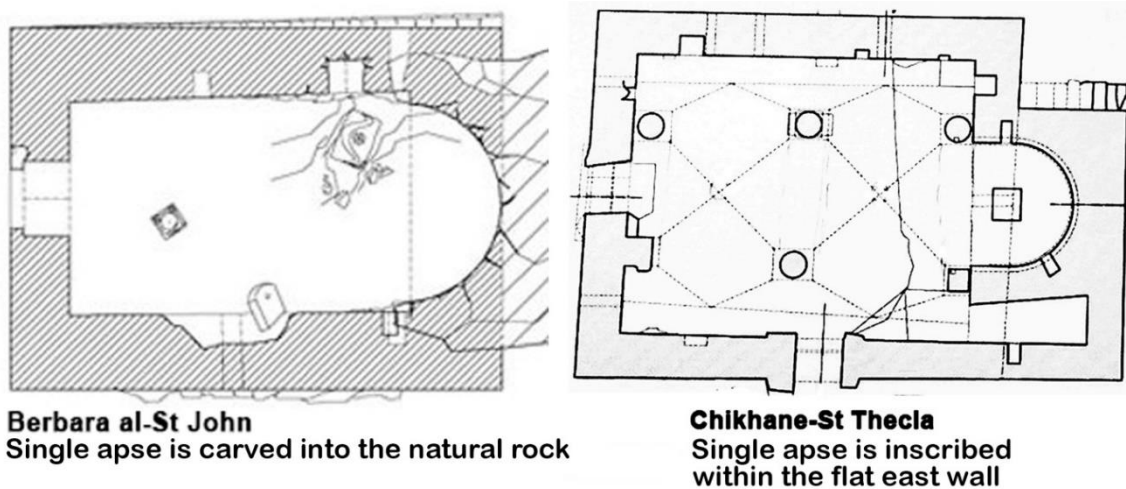 Berbara al-St John
Single apse is carved into the natural rock
Chikhane-St Thecla
Single apse is inscribed
within the flat east wall